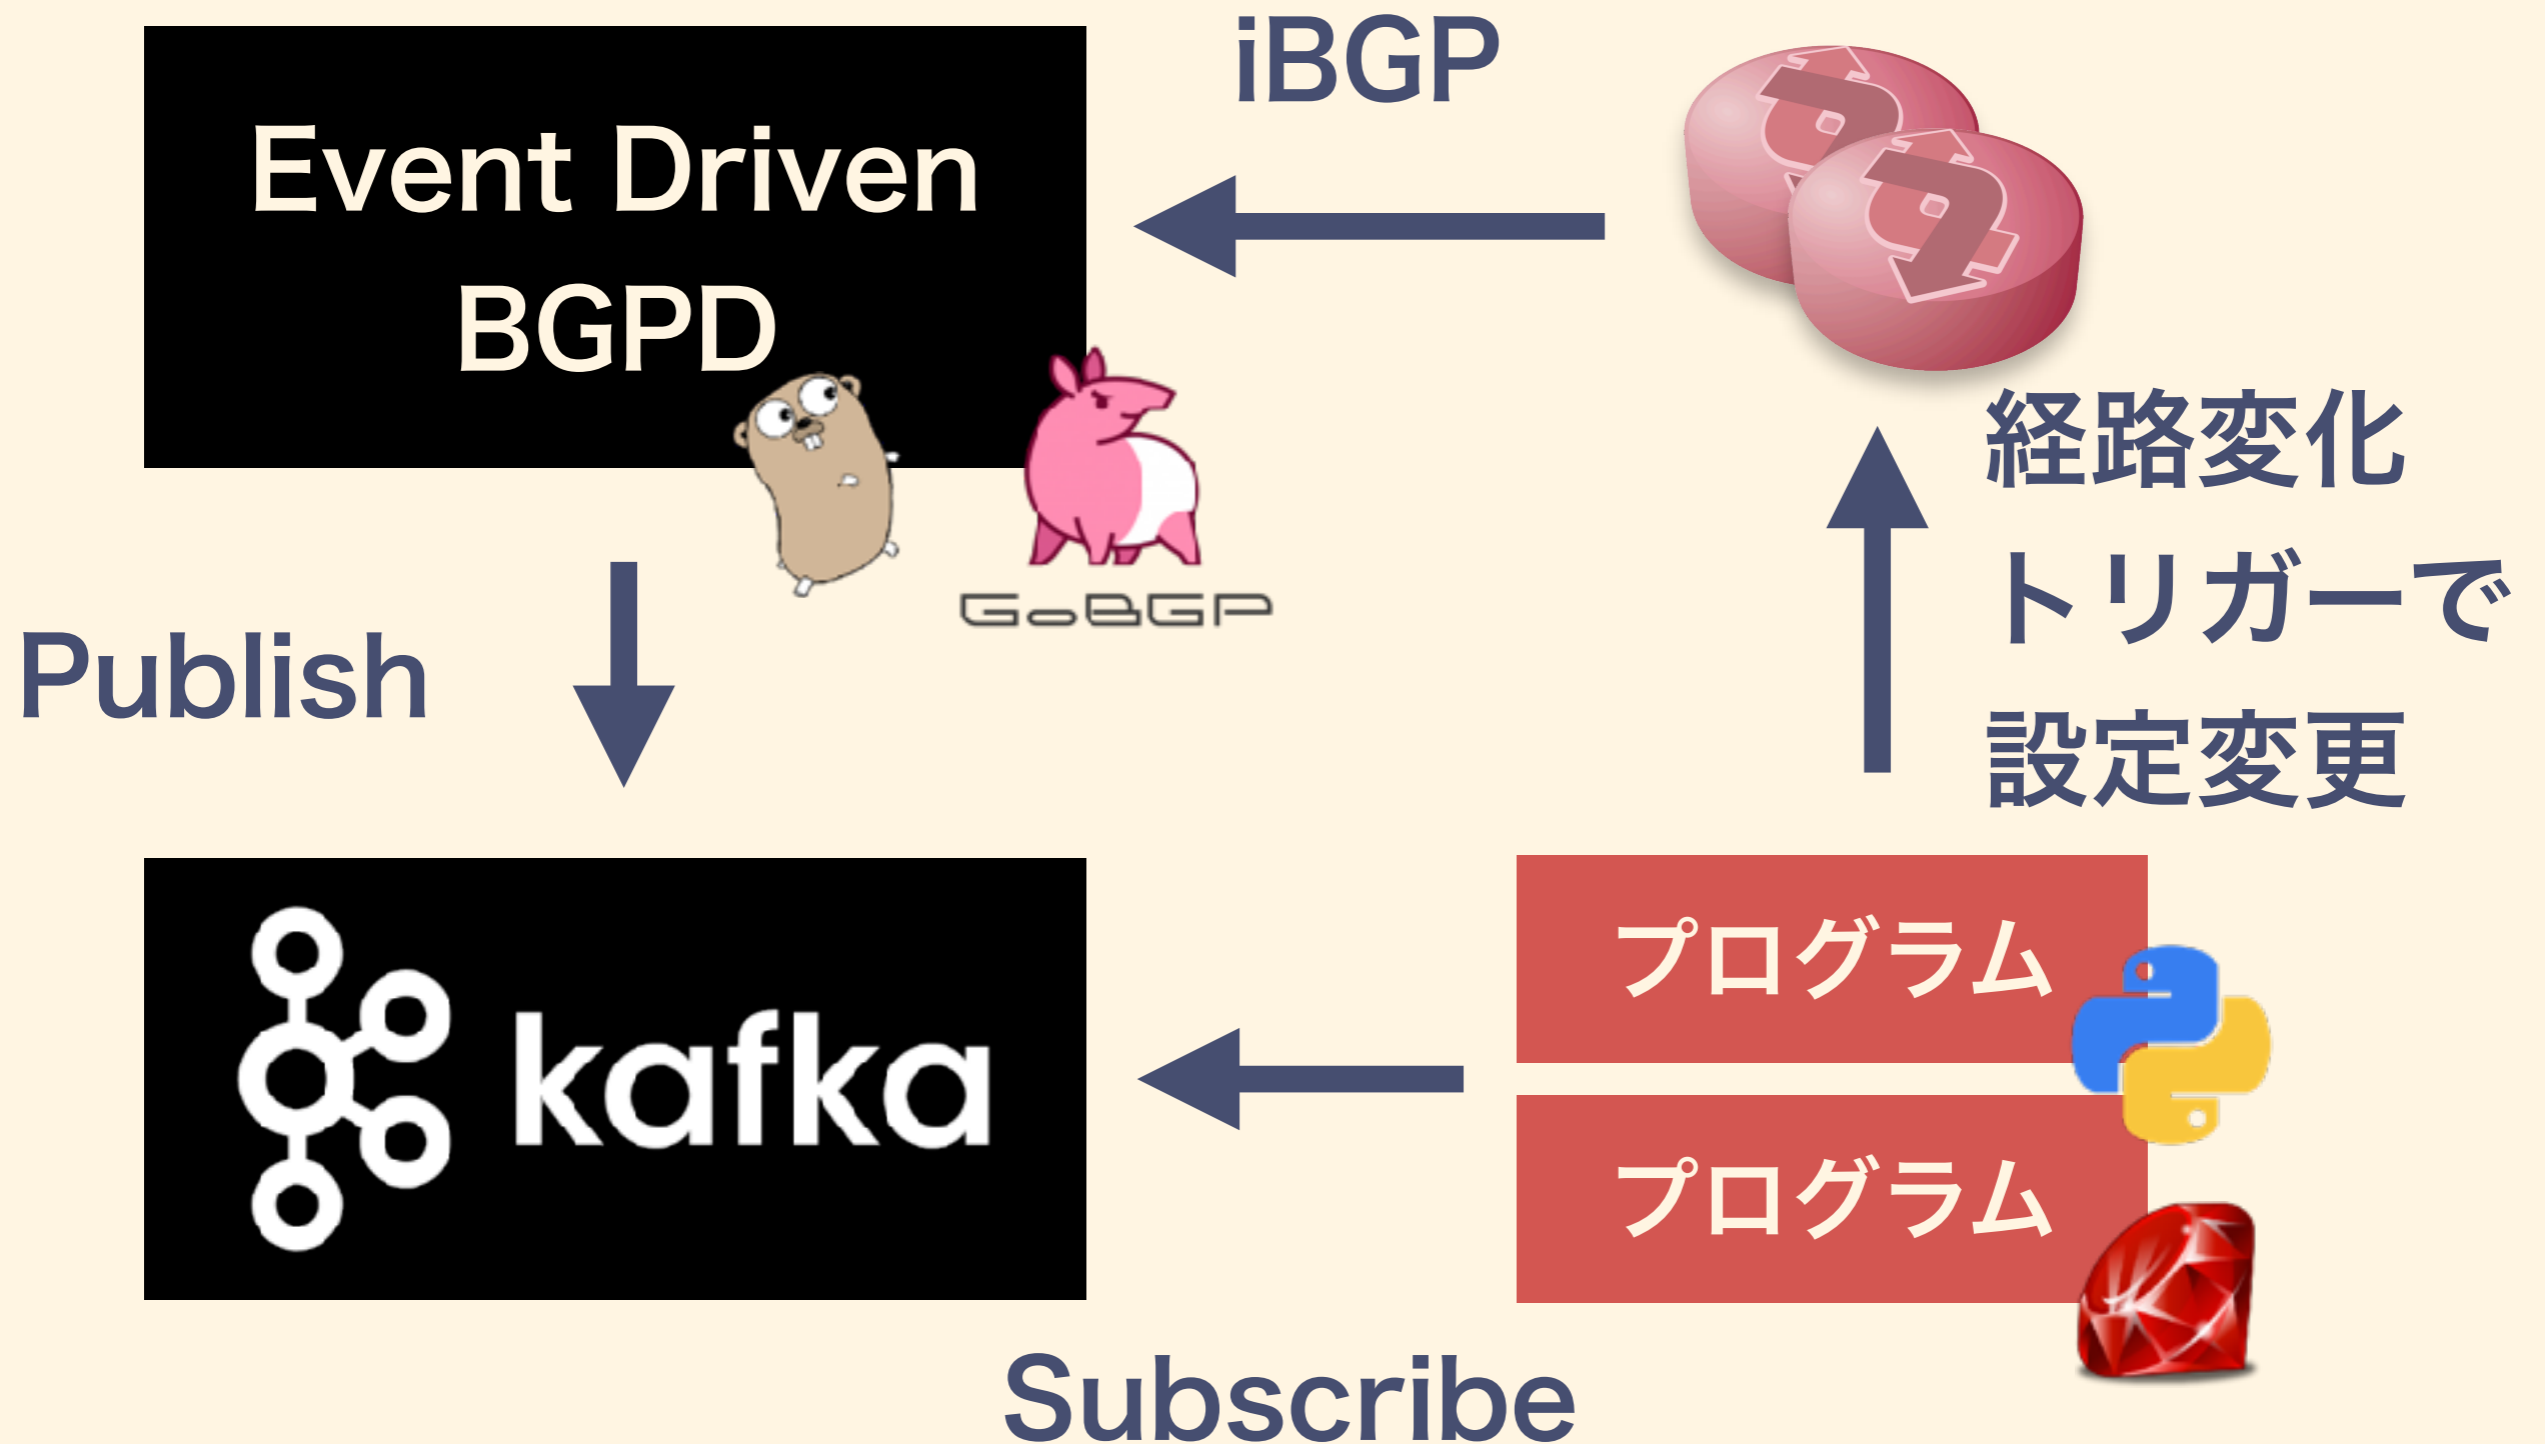 iBGP
Event Driven
BGPD
GoBGP
経路変化
トリガーで
設定変更
Publish
kafka
プログラム
プログラム
Subscribe